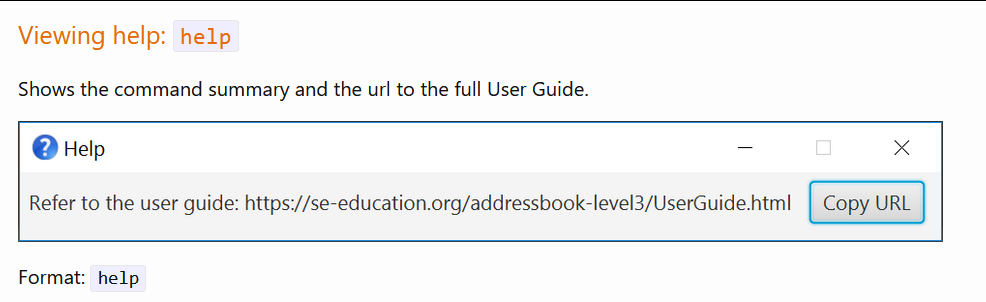 Viewing help: help
Shows the command summary and the url to the full User Guide.
Help
Refer to the user guide: https://se-education.org/addressbook-level3/UserGuide.html Copy URL
Format: help